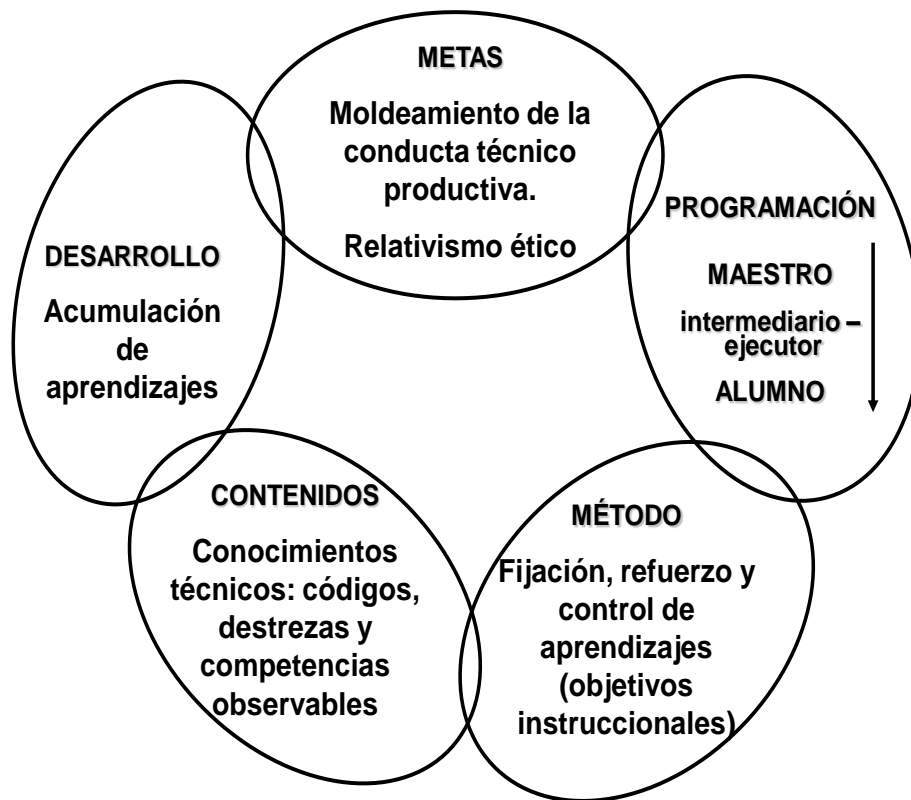 METAS
Moldeamiento de la
conducta técnico
productiva.
Relativismo ético
PROGRAMACIÓN
MAESTRO
intermediario –
ejecutor
ALUMNO
MÉTODO
Fijación, refuerzo y
control de
aprendizajes
(objetivos
instruccionales)
CONTENIDOS
Conocimientos
técnicos: códigos,
destrezas y
competencias
observables
DESARROLLO
Acumulación
de
aprendizajes